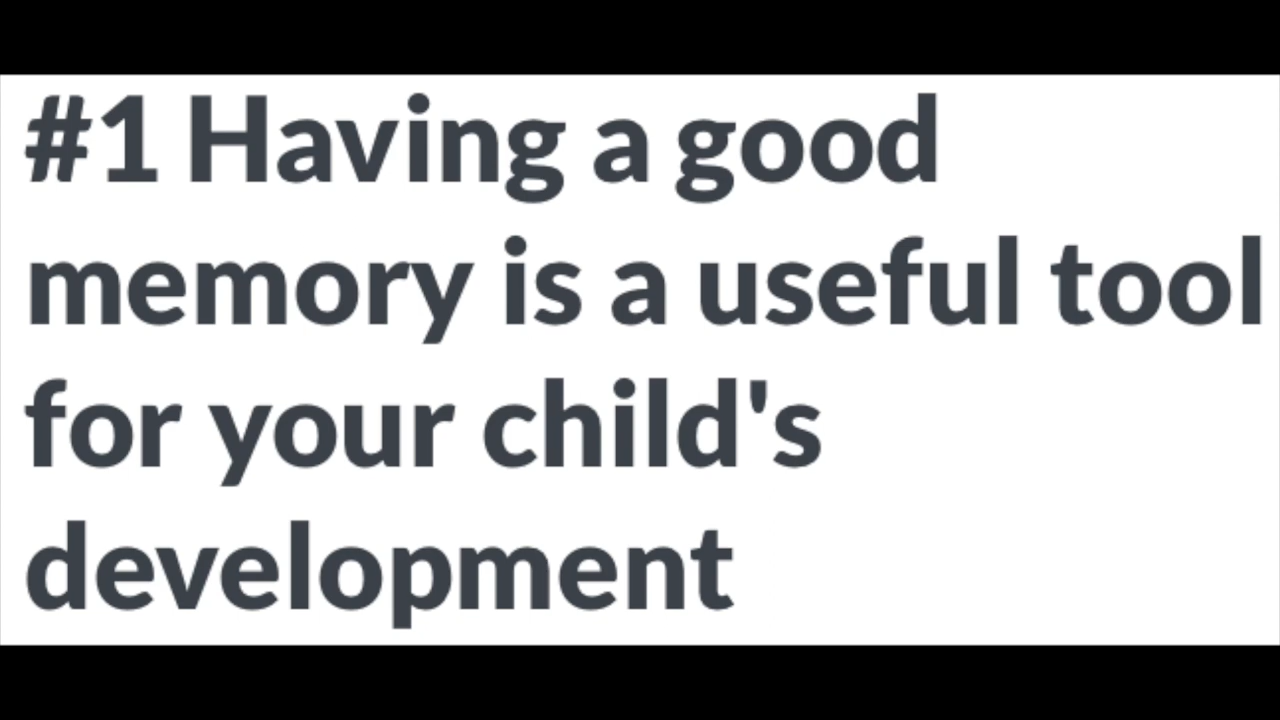 #1 Having a good
memory is a useful tool
for your child's
development